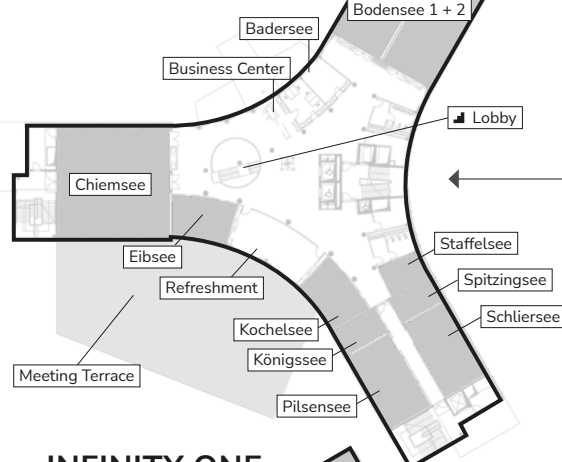 Bodensee 1 + 2
Badersee
Business Center
Lobby
Chiemsee
Staffelsee
Eibsee
Spitzingsee
Refreshment
Schliersee
Kochelsee
Königssee
Meeting Terrace
Pilsensee
INFINITY ONE